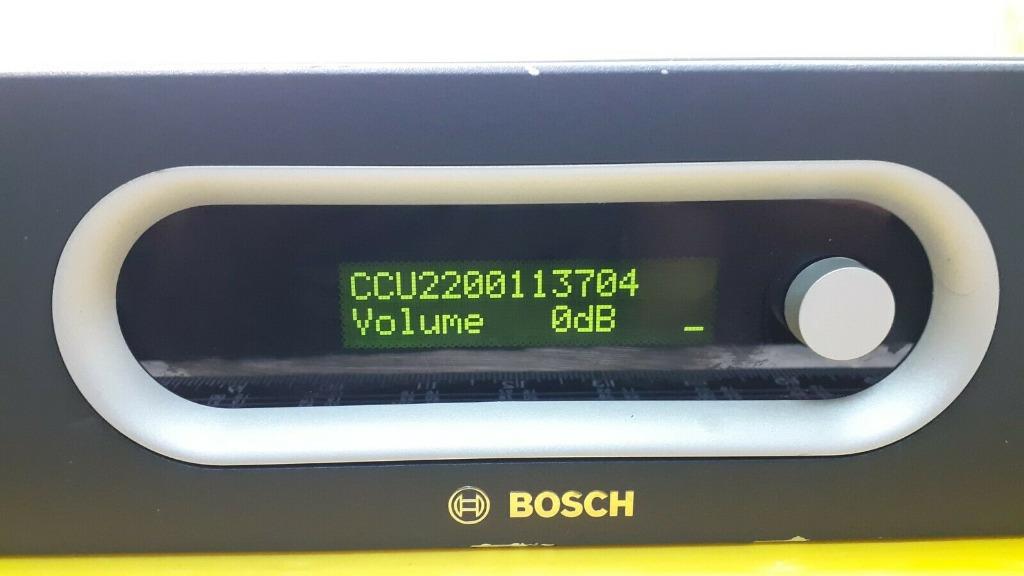 CCU2200113704
Volume 0dB _
BOSCH